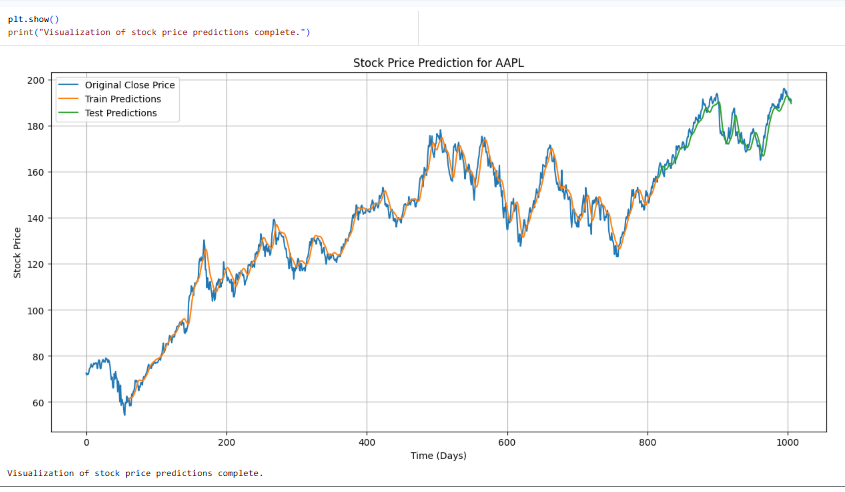 plt.show()
print("Visualization of stock price predictions complete.")
Stock Price Prediction for AAPL
Original Close Price
Train Predictions
Test Predictions
200
180
160
140
120
100
80
60
Stock Price
0 200 400 600 800 1000
Time (Days)
Visualization of stock price predictions complete.